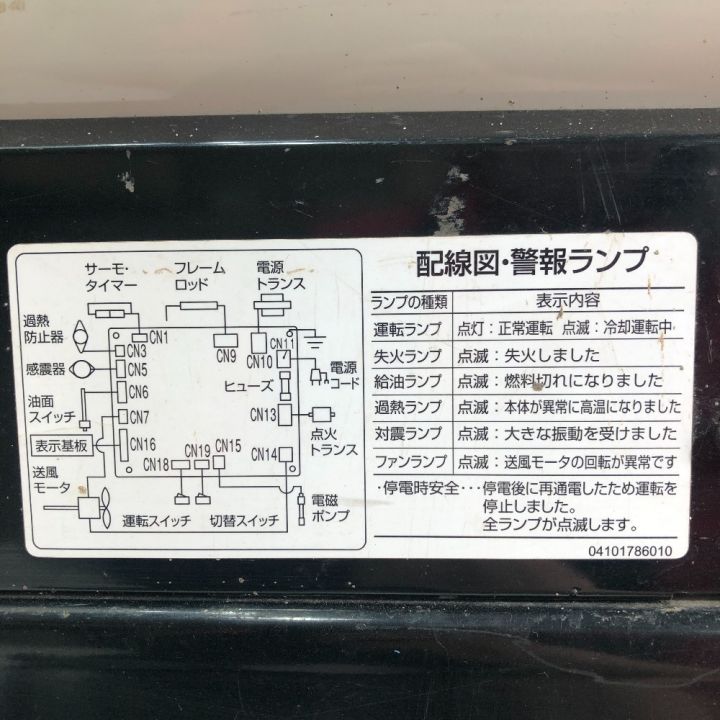 サーモ・
タイマー
フレーム
ロッド
電源
トランス
過熱
防止器
感震器
油面
スイッチ
表示基板
送風
モータ
CN1
CN3
CN5
CN6
CN7
CN16
CN9
CN10
CN11
ヒューズ
CN13
CN14
CN18
CN19
CN15
電源
コード
点火
トランス
運転スイッチ
切替スイッチ
電磁
ポンプ
配線図・警報ランプ
ランプの種類 表示内容
運転ランプ 点灯：正常運転 点滅：冷却運転中
失火ランプ 点滅：失火しました
給油ランプ 点滅：燃料切れになりました
過熱ランプ 点滅：本体が異常に高温になりました
対震ランプ 点滅：大きな振動を受けました
ファンランプ 点滅：送風モータの回転が異常です
・停電時安全・・・停電後に再通電したため運転を
停止しました。
全ランプが点滅します。
04101786010